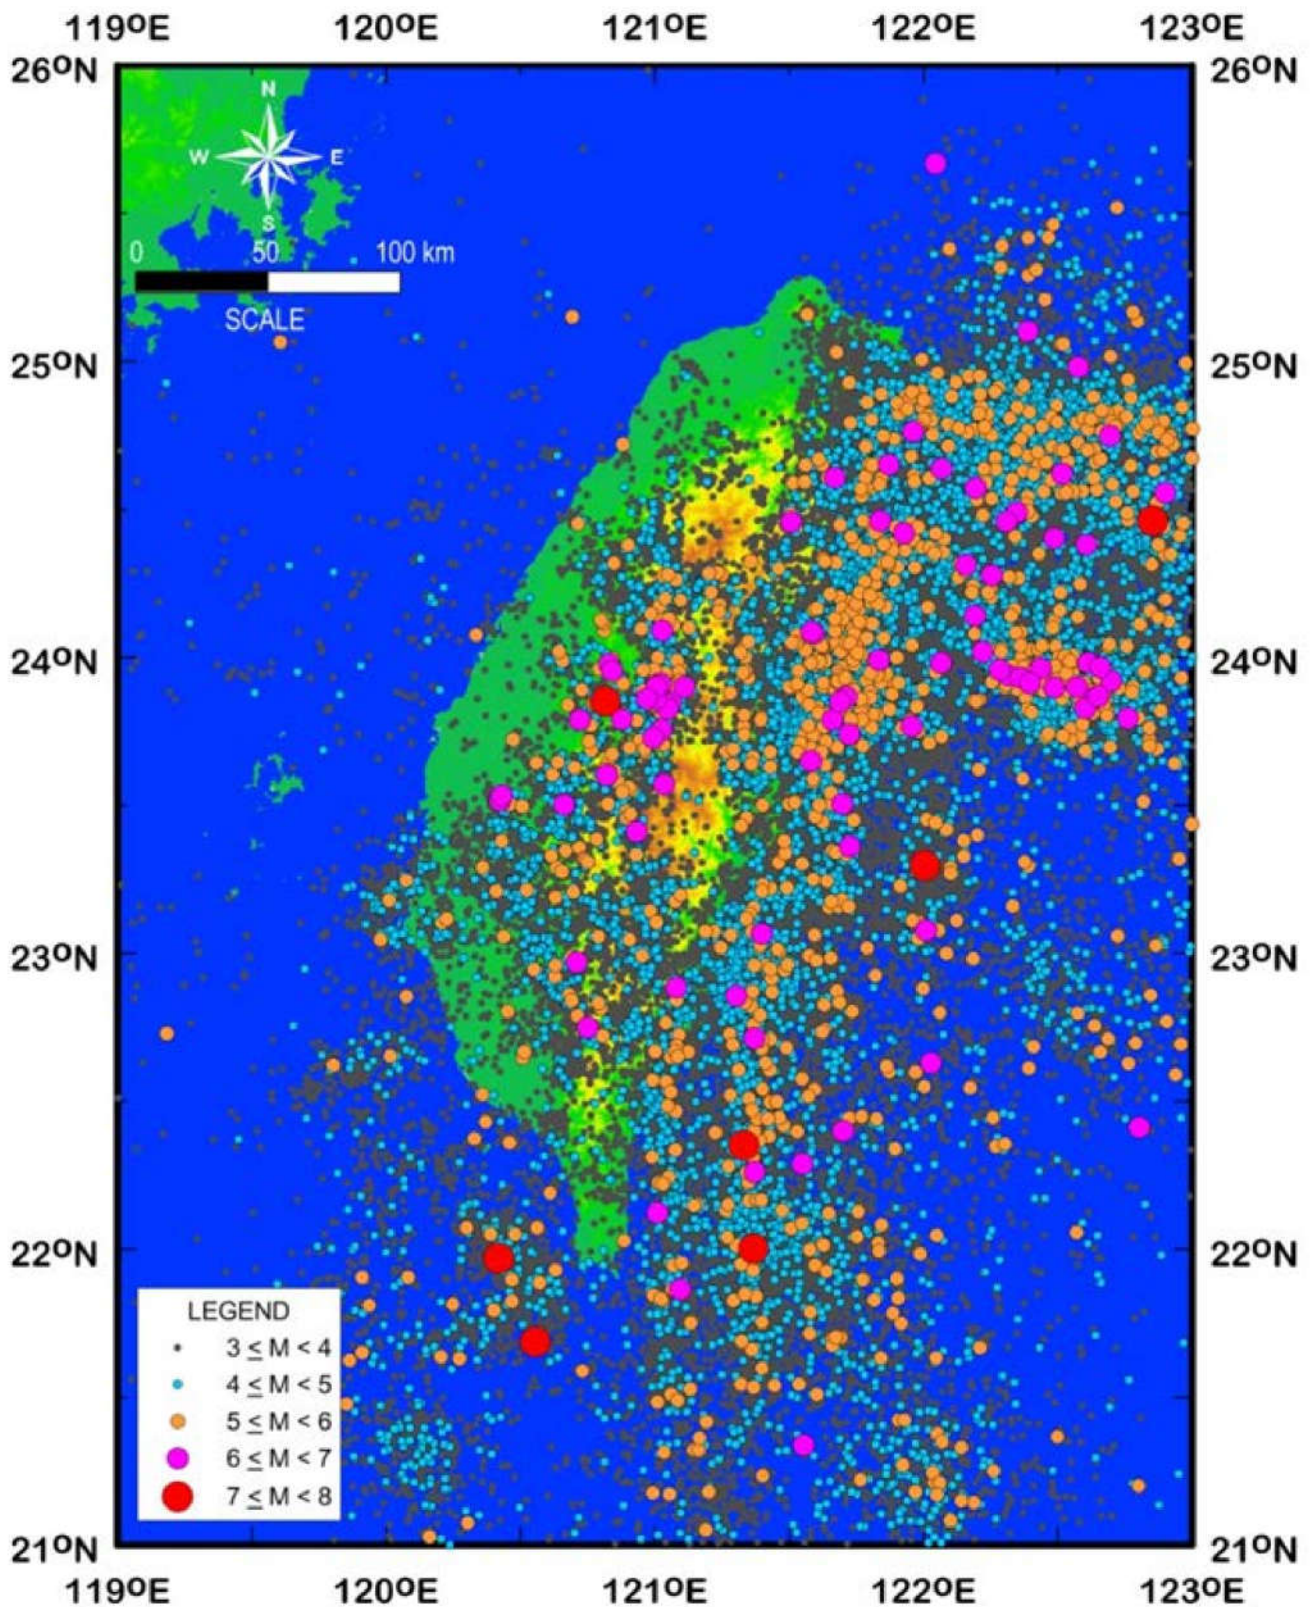 119ºE 120ºE 121ºE 122ºE 123ºE
26ºN 26ºN
N
W E
S
0 50 100 km
SCALE
25ºN 25ºN
24ºN 24ºN
23ºN 23ºN
22ºN 22ºN
LEGEND
3 ≤ M < 4
4 ≤ M < 5
5 ≤ M < 6
6 ≤ M < 7
7 ≤ M < 8
21ºN 21ºN
119ºE 120ºE 121ºE 122ºE 123ºE